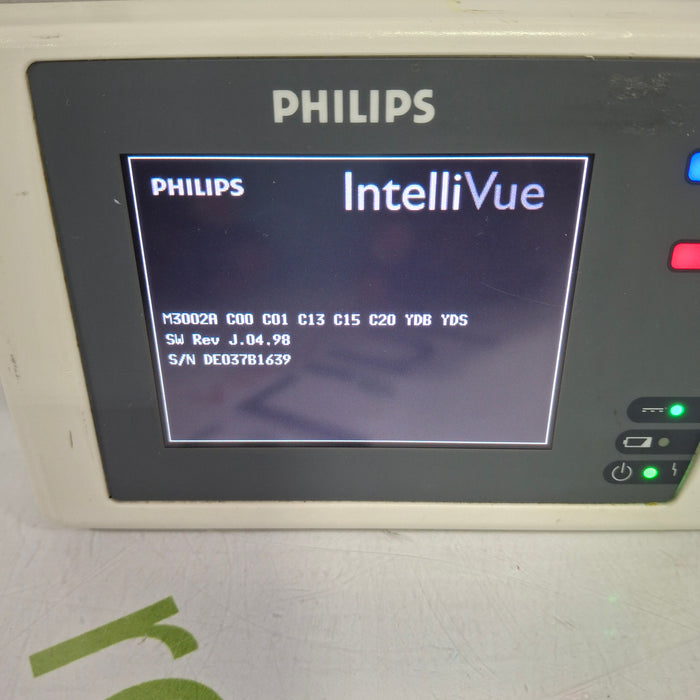 PHILIPS
PHILIPS IntelliVue
M3002A C00 C01 C13 C15 C20 YDB YDS
SW Rev J.04.98
S/N DE037B1639
r